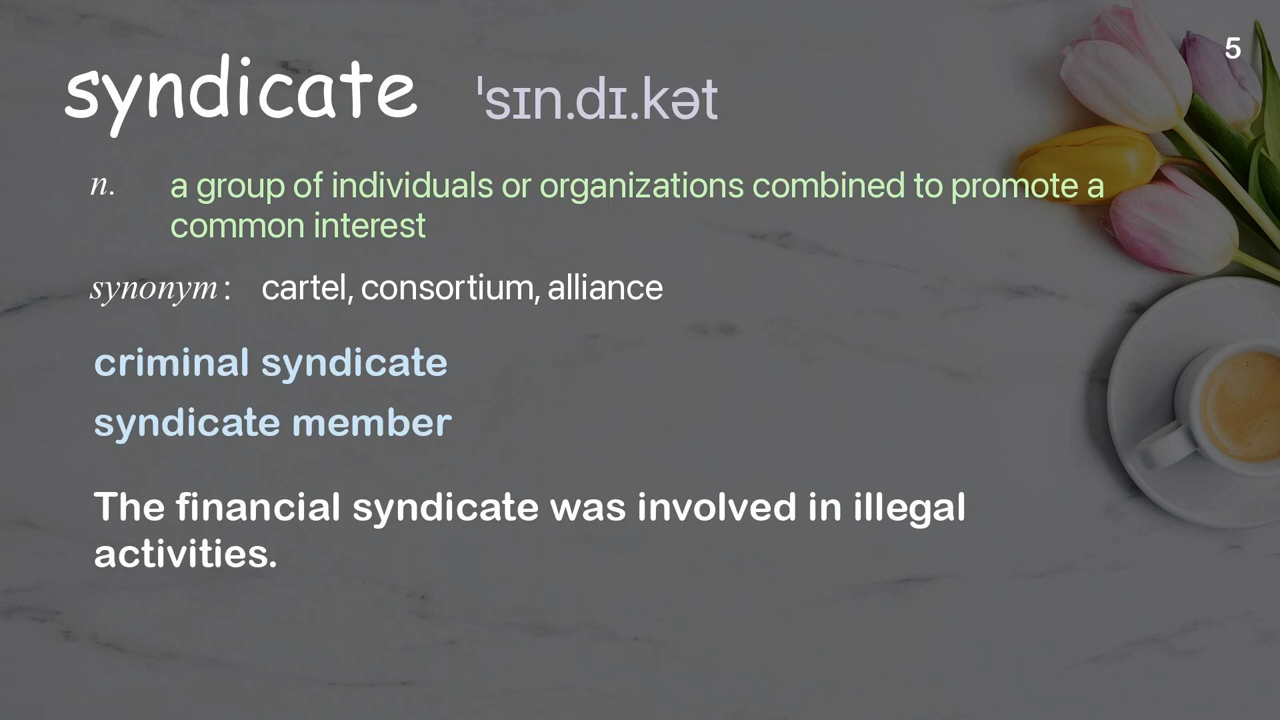 5
syndicate ˈsɪn.dɪ.kət
n. a group of individuals or organizations combined to promote a
common interest
synonym: cartel, consortium, alliance
criminal syndicate
syndicate member
The financial syndicate was involved in illegal
activities.